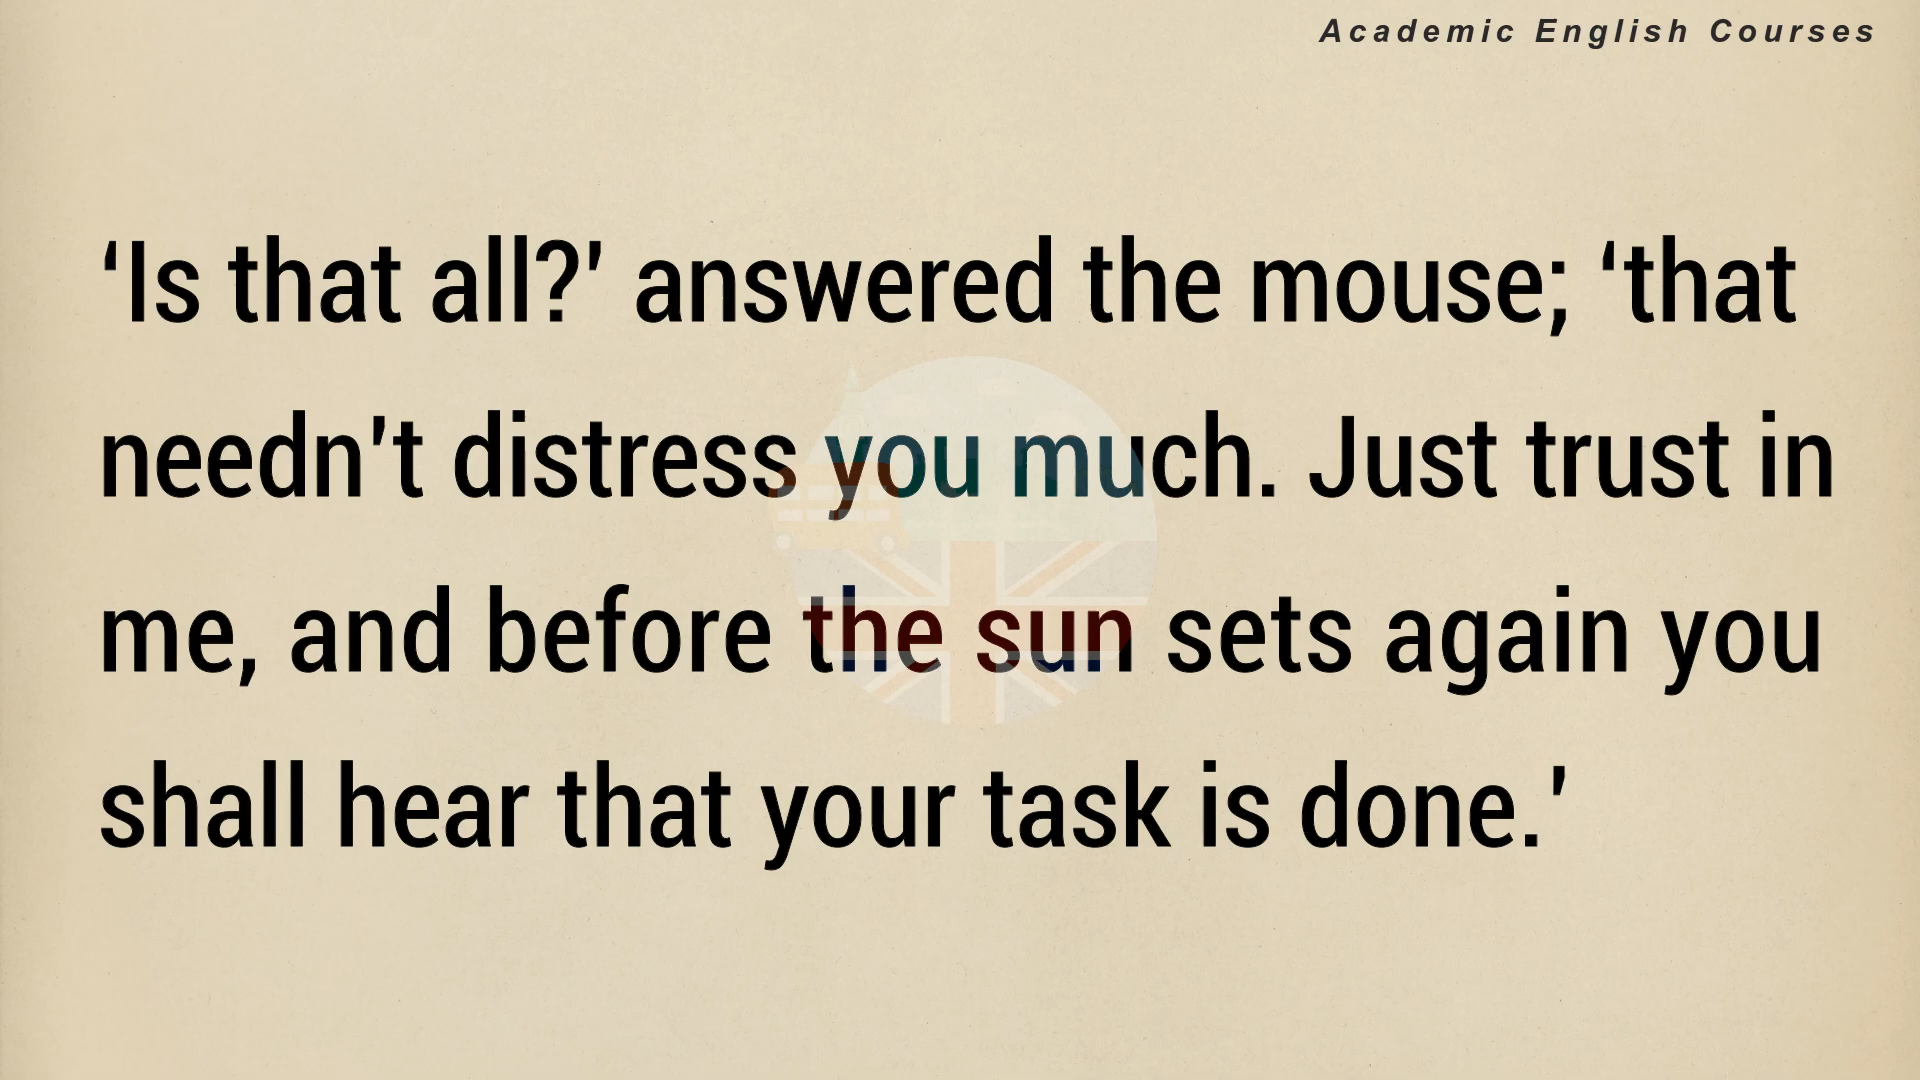 Academic English Courses
‘Is that all?’ answered the mouse; ‘that
needn't distress you much. Just trust in
me, and before the sun sets again you
shall hear that your task is done.’